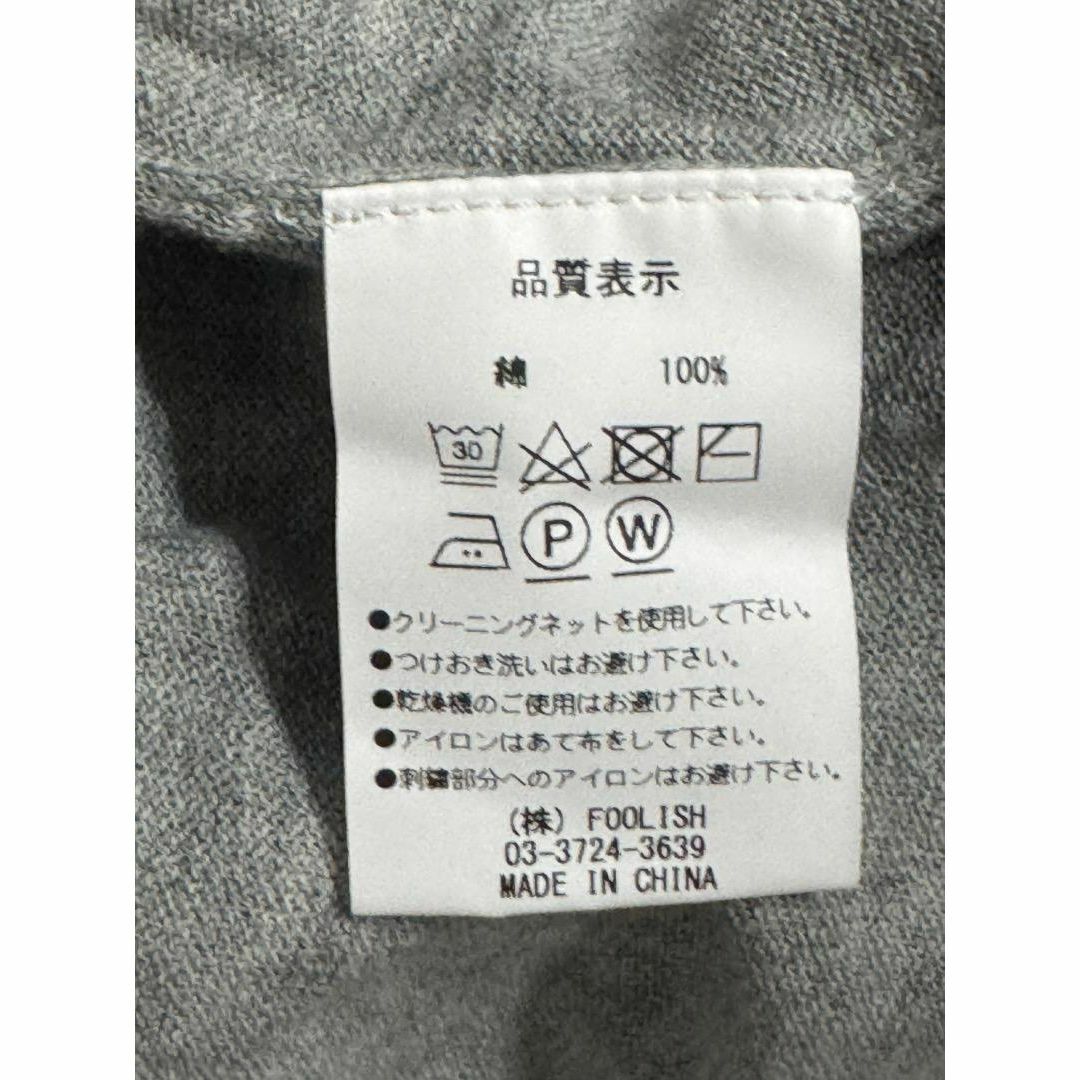 品質表示
綿 100%
30
P W
●クリーニングネットを使用して下さい。
●つけおき洗いはお避け下さい。
●乾燥機のご使用はお避け下さい。
●アイロンはあて布をして下さい。
●刺繍部分へのアイロンはお避け下さい。
(株) FOOLISH
03-3724-3639
MADE IN CHINA